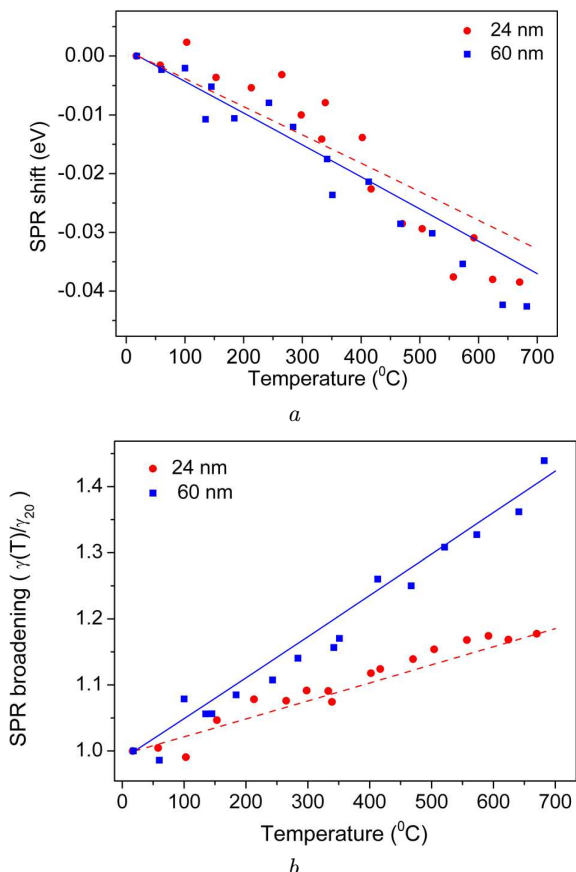 24 nm
60 nm
0.00
-0.01
-0.02
-0.03
-0.04
SPR shift (eV)
0 100 200 300 400 500 600 700
Temperature (⁰C)
a
24 nm
60 nm
1.4
1.3
1.2
1.1
1.0
SPR broadening ( γ(T)/γ₂₀ )
0 100 200 300 400 500 600 700
Temperature (⁰C)
b